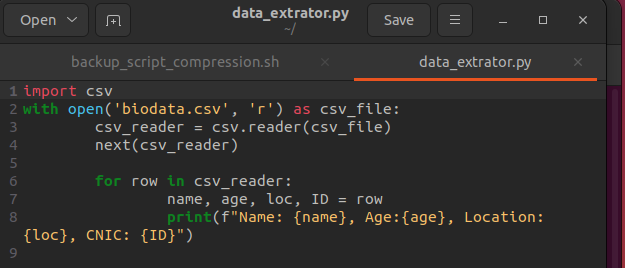 Open
data_extrator.py
~/
Save
backup_script_compression.sh
data_extrator.py
1 import csv
2 with open('biodata.csv', 'r') as csv_file:
3         csv_reader = csv.reader(csv_file)
4         next(csv_reader)
5
6         for row in csv_reader:
7                 name, age, loc, ID = row
8                 print(f"Name: {name}, Age:{age}, Location:
{loc}, CNIC: {ID}")
9